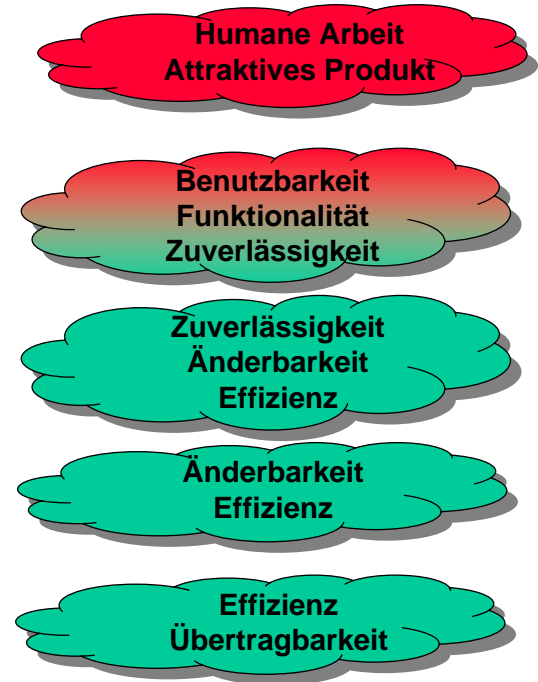 Humane Arbeit
Attraktives Produkt
Benutzbarkeit
Funktionalität
Zuverlässigkeit
Zuverlässigkeit
Änderbarkeit
Effizienz
Änderbarkeit
Effizienz
Effizienz
Übertragbarkeit